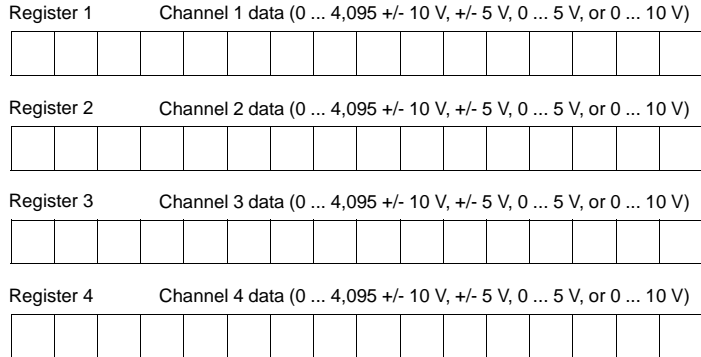 Register 1 Channel 1 data (0 ... 4,095 +/- 10 V, +/- 5 V, 0 ... 5 V, or 0 ... 10 V)
Register 2 Channel 2 data (0 ... 4,095 +/- 10 V, +/- 5 V, 0 ... 5 V, or 0 ... 10 V)
Register 3 Channel 3 data (0 ... 4,095 +/- 10 V, +/- 5 V, 0 ... 5 V, or 0 ... 10 V)
Register 4 Channel 4 data (0 ... 4,095 +/- 10 V, +/- 5 V, 0 ... 5 V, or 0 ... 10 V)